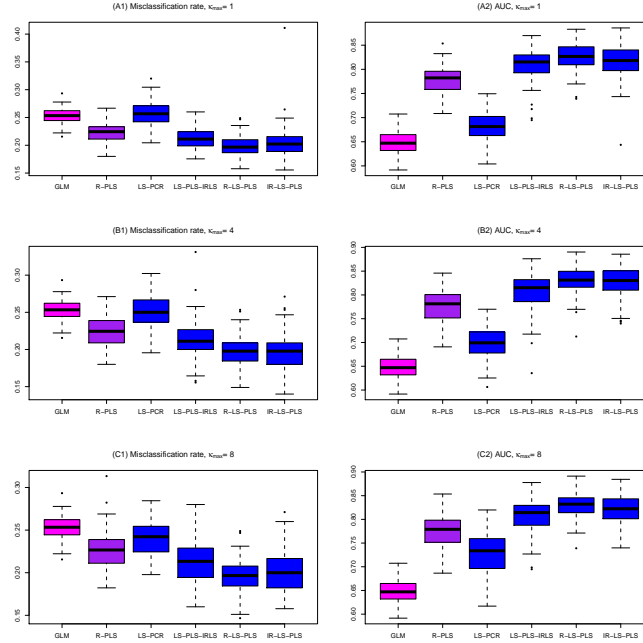 (A1) Misclassification rate, κmax= 1
0.40
0.35
0.30
0.25
0.20
0.15
GLM R−PLS LS−PCR LS−PLS−IRLS R−LS−PLS IR−LS−PLS
(A2) AUC, κmax= 1
0.85
0.80
0.75
0.70
0.65
0.60
GLM R−PLS LS−PCR LS−PLS−IRLS R−LS−PLS IR−LS−PLS
(B1) Misclassification rate, κmax= 4
0.30
0.25
0.20
0.15
GLM R−PLS LS−PCR LS−PLS−IRLS R−LS−PLS IR−LS−PLS
(B2) AUC, κmax= 4
0.90
0.85
0.80
0.75
0.70
0.65
0.60
GLM R−PLS LS−PCR LS−PLS−IRLS R−LS−PLS IR−LS−PLS
(C1) Misclassification rate, κmax= 8
0.30
0.25
0.20
0.15
GLM R−PLS LS−PCR LS−PLS−IRLS R−LS−PLS IR−LS−PLS
(C2) AUC, κmax= 8
0.90
0.85
0.80
0.75
0.70
0.65
0.60
GLM R−PLS LS−PCR LS−PLS−IRLS R−LS−PLS IR−LS−PLS